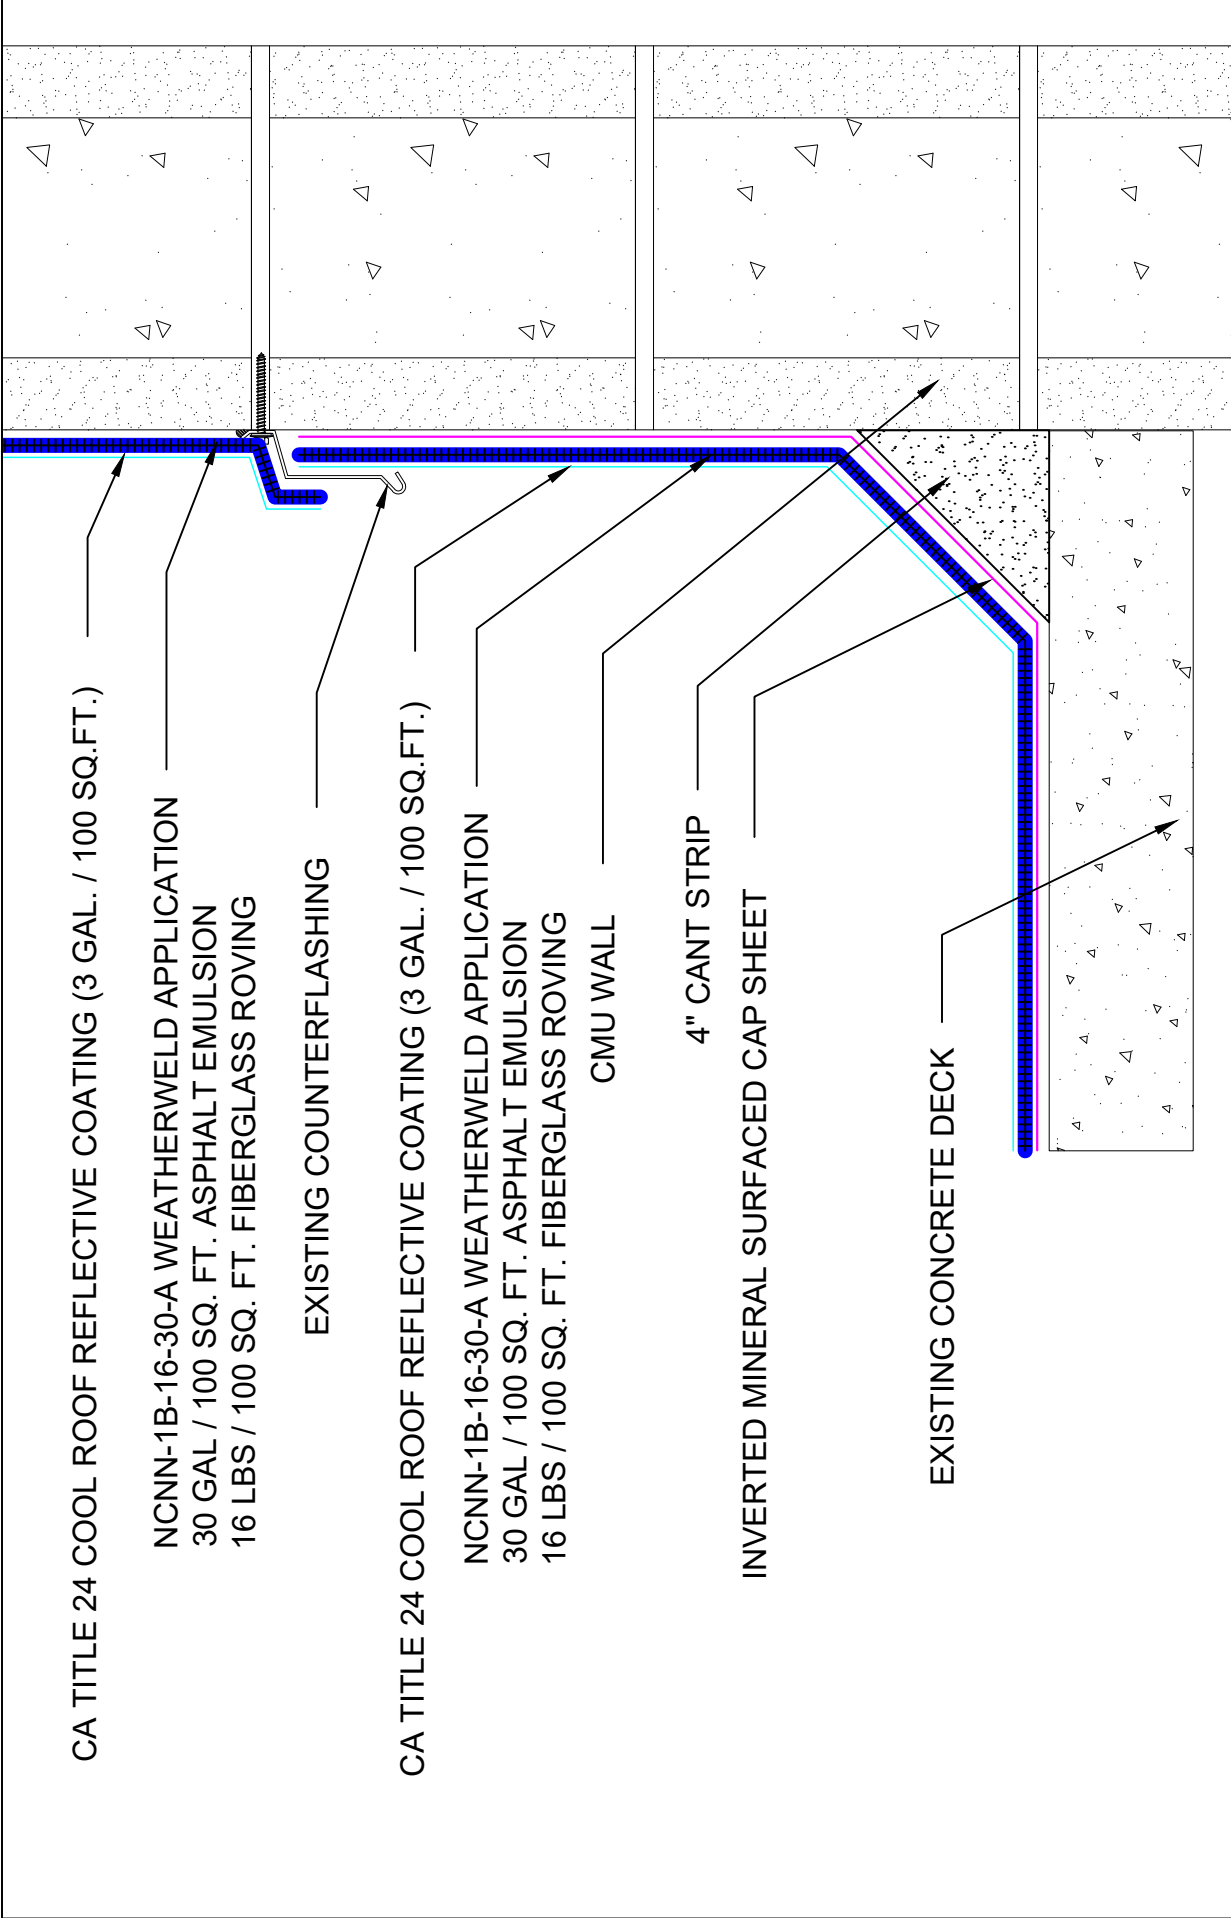 CA TITLE 24 COOL ROOF REFLECTIVE COATING (3 GAL. / 100 SQ.FT.)
NCNN-1B-16-30-A WEATHERWELD APPLICATION
30 GAL / 100 SQ. FT. ASPHALT EMULSION
16 LBS / 100 SQ. FT. FIBERGLASS ROVING
EXISTING COUNTERFLASHING
CA TITLE 24 COOL ROOF REFLECTIVE COATING (3 GAL. / 100 SQ.FT.)
NCNN-1B-16-30-A WEATHERWELD APPLICATION
30 GAL / 100 SQ. FT. ASPHALT EMULSION
16 LBS / 100 SQ. FT. FIBERGLASS ROVING
CMU WALL
4" CANT STRIP
INVERTED MINERAL SURFACED CAP SHEET
EXISTING CONCRETE DECK